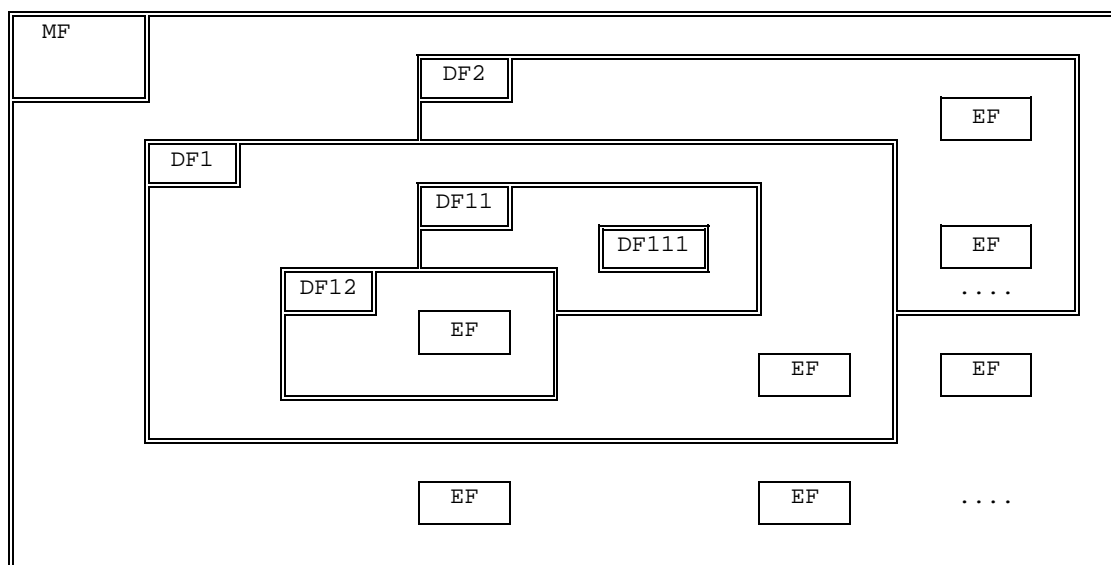 MF
DF2
EF
DF1
DF11
DF111
EF
DF12
....
EF
EF
EF
EF
EF
....